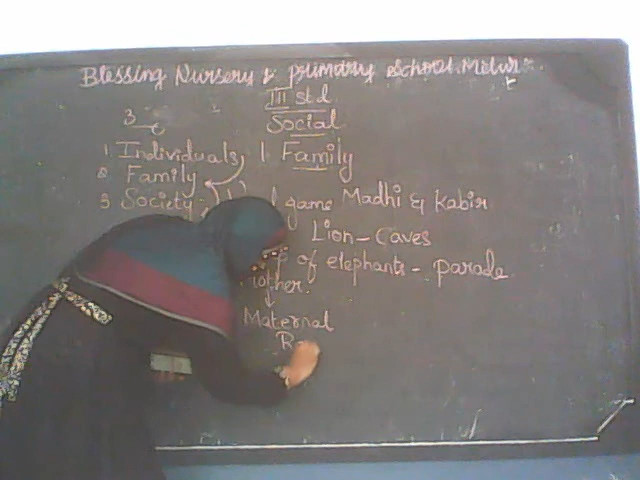 Blessing Nursery & primary school. Melur
III std
Social
3
1 Individuals, 1 Family
2 Family
3 Society
game Madhi & Kabir
Lion - Caves
of elephants - parade
Maternal
R